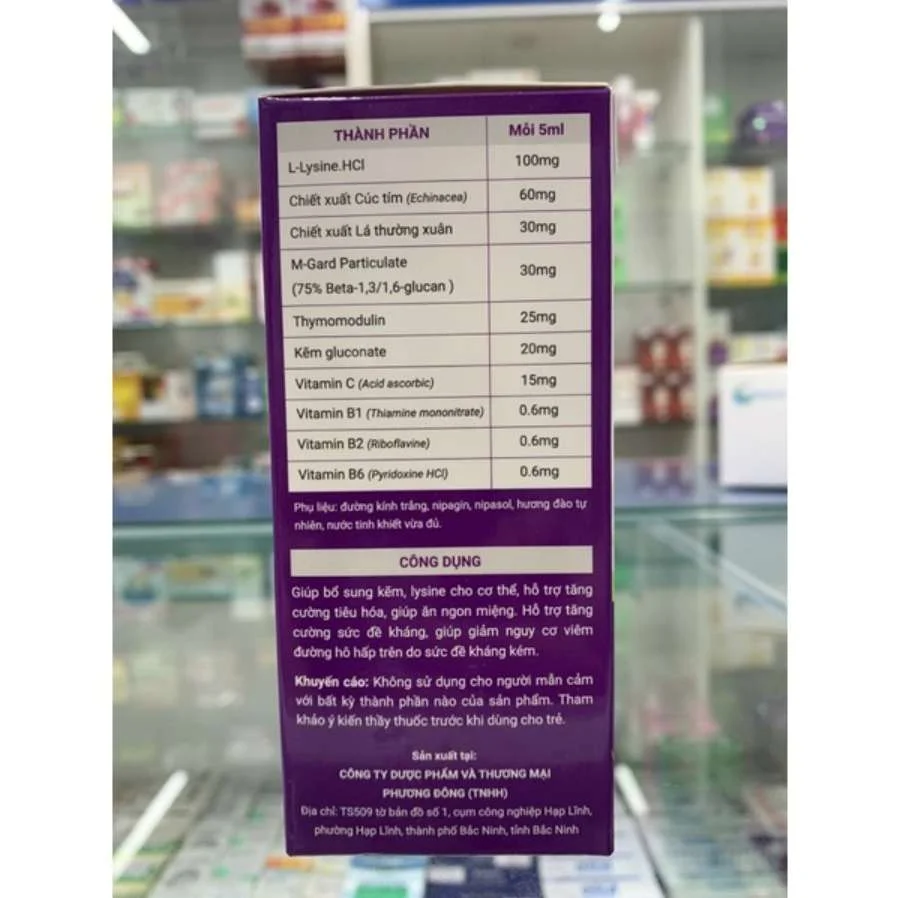 THÀNH PHẦN Mỗi 5ml
L-Lysine.HCl 100mg
Chiết xuất Cúc tím (Echinacea) 60mg
Chiết xuất Lá thường xuân 30mg
M-Gard Particulate
(75% Beta-1,3/1,6-glucan ) 30mg
Thymomodulin 25mg
Kẽm gluconate 20mg
Vitamin C (Acid ascorbic) 15mg
Vitamin B1 (Thiamine mononitrate) 0.6mg
Vitamin B2 (Riboflavine) 0.6mg
Vitamin B6 (Pyridoxine HCl) 0.6mg
Phụ liệu: đường kính trắng, nipagin, nipasol, hương đào tự
nhiên, nước tinh khiết vừa đủ.
CÔNG DỤNG
Giúp bổ sung kẽm, lysine cho cơ thể, hỗ trợ tăng
cường tiêu hóa, giúp ăn ngon miệng. Hỗ trợ tăng
cường sức đề kháng, giúp giảm nguy cơ viêm
đường hô hấp trên do sức đề kháng kém.
Khuyến cáo: Không sử dụng cho người mẫn cảm
với bất kỳ thành phần nào của sản phẩm. Tham
khảo ý kiến thầy thuốc trước khi dùng cho trẻ.
Sản xuất tại:
CÔNG TY DƯỢC PHẨM VÀ THƯƠNG MẠI
PHƯƠNG ĐÔNG (TNHH)
Địa chỉ: TS509 tờ bản đồ số 1, cụm công nghiệp Hạp Lĩnh,
phường Hạp Lĩnh, thành phố Bắc Ninh, tỉnh Bắc Ninh